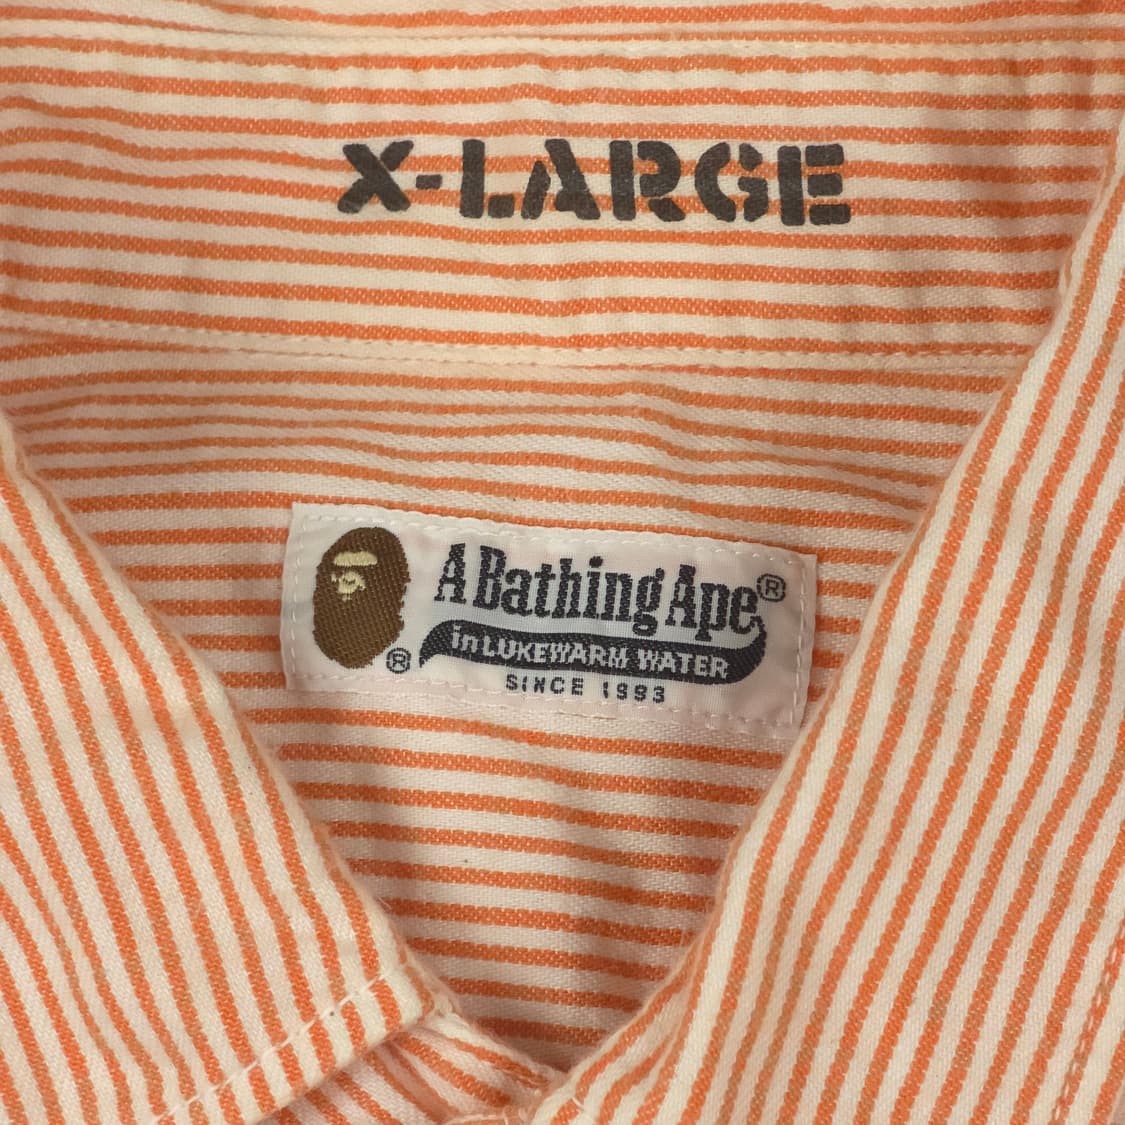 X-LARGE
A Bathing Ape®
in LUKEWARM WATER
®
SINCE 1993